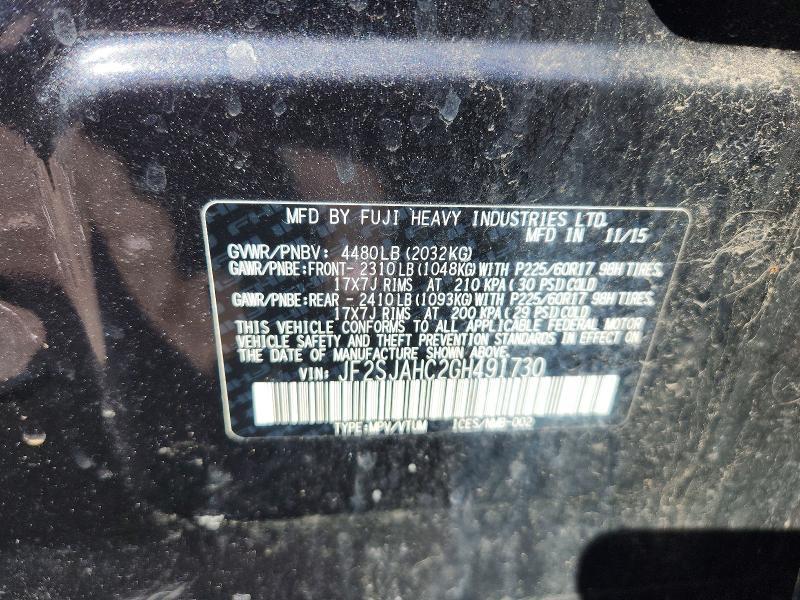 MFD BY FUJI HEAVY INDUSTRIES LTD.
MFD IN 11/15
GVWR/PNBV: 4480LB (2032KG)
GAWR/PNBE:FRONT- 2310LB (1048KG) WITH P225/60R17 98H TIRES,
17X7J RIMS AT 210 KPA( 30 PSI) COLD
GAWR/PNBE:REAR - 2410LB (1093KG) WITH P225/60R17 98H TIRES,
17X7J RIMS AT 200 KPA( 29 PSI) COLD
THIS VEHICLE CONFORMS TO ALL APPLICABLE FEDERAL MOTOR
VEHICLE SAFETY AND THEFT PREVENTION STANDARDS IN EFFECT ON
THE DATE OF MANUFACTURE SHOWN ABOVE.
VIN: JF2SJAHC2GH491730
TYPE:MPV/VTUM ICES/NMB-002